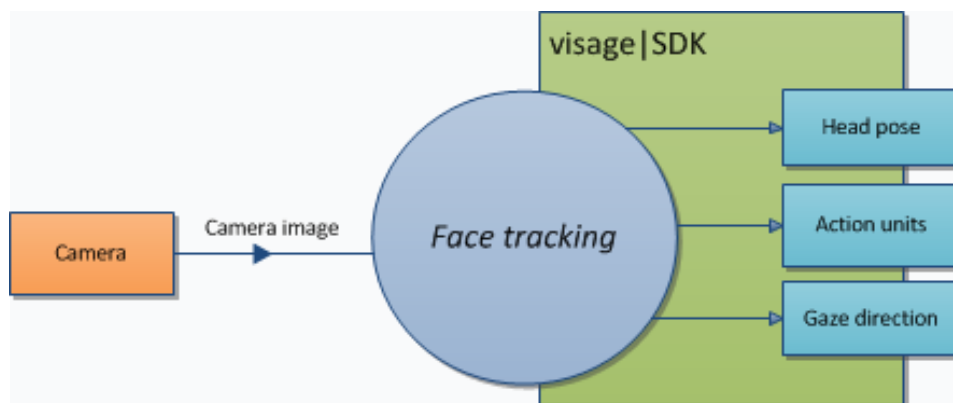 visage|SDK
Head pose
Camera image
Camera
Face tracking
Action units
Gaze direction